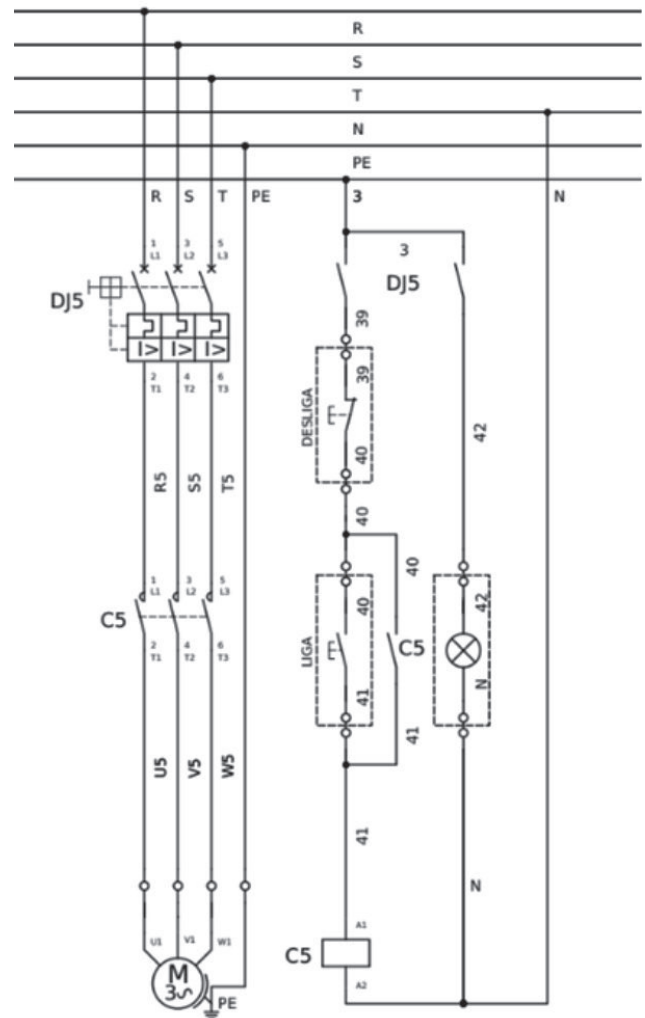 R
S
T
N
PE
R S T PE 3 N
1 3 5
L1 L2 L3
3
DJ5 DJ5
39
I> I> I>
2 4 6
T1 T2 T3
39
DESLIGA
40
42
R5 S5 T5
40
40
1 3 5
L1 L2 L3
C5
40
42
2 4 6
T1 T2 T3
LIGA
C5
41
N
41
U5 V5 W5
41
N
U1 V1 W1
A1
C5
A2
M
3
PE